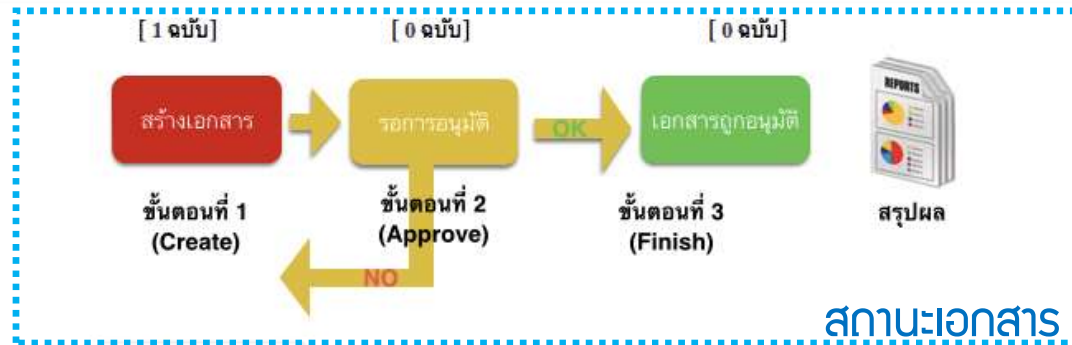 [ 1 ฉบับ]
[ 0 ฉบับ]
[ 0 ฉบับ]
REPORTS
สร้างเอกสาร
รอการอนุมัติ
OK
เอกสารถูกอนุมัติ
ขั้นตอนที่ 1
(Create)
ขั้นตอนที่ 2
(Approve)
ขั้นตอนที่ 3
(Finish)
สรุปผล
NO
สถานะเอกสาร